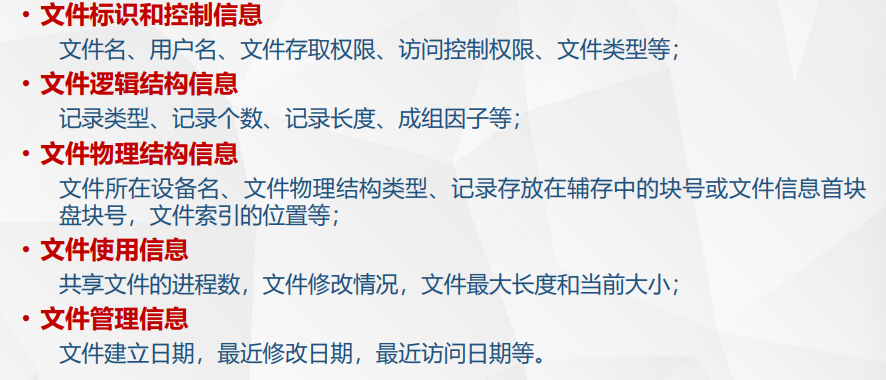 • 文件标识和控制信息
文件名、用户名、文件存取权限、访问控制权限、文件类型等；
• 文件逻辑结构信息
记录类型、记录个数、记录长度、成组因子等；
• 文件物理结构信息
文件所在设备名、文件物理结构类型、记录存放在辅存中的块号或文件信息首块
盘块号，文件索引的位置等；
• 文件使用信息
共享文件的进程数，文件修改情况，文件最大长度和当前大小；
• 文件管理信息
文件建立日期，最近修改日期，最近访问日期等。